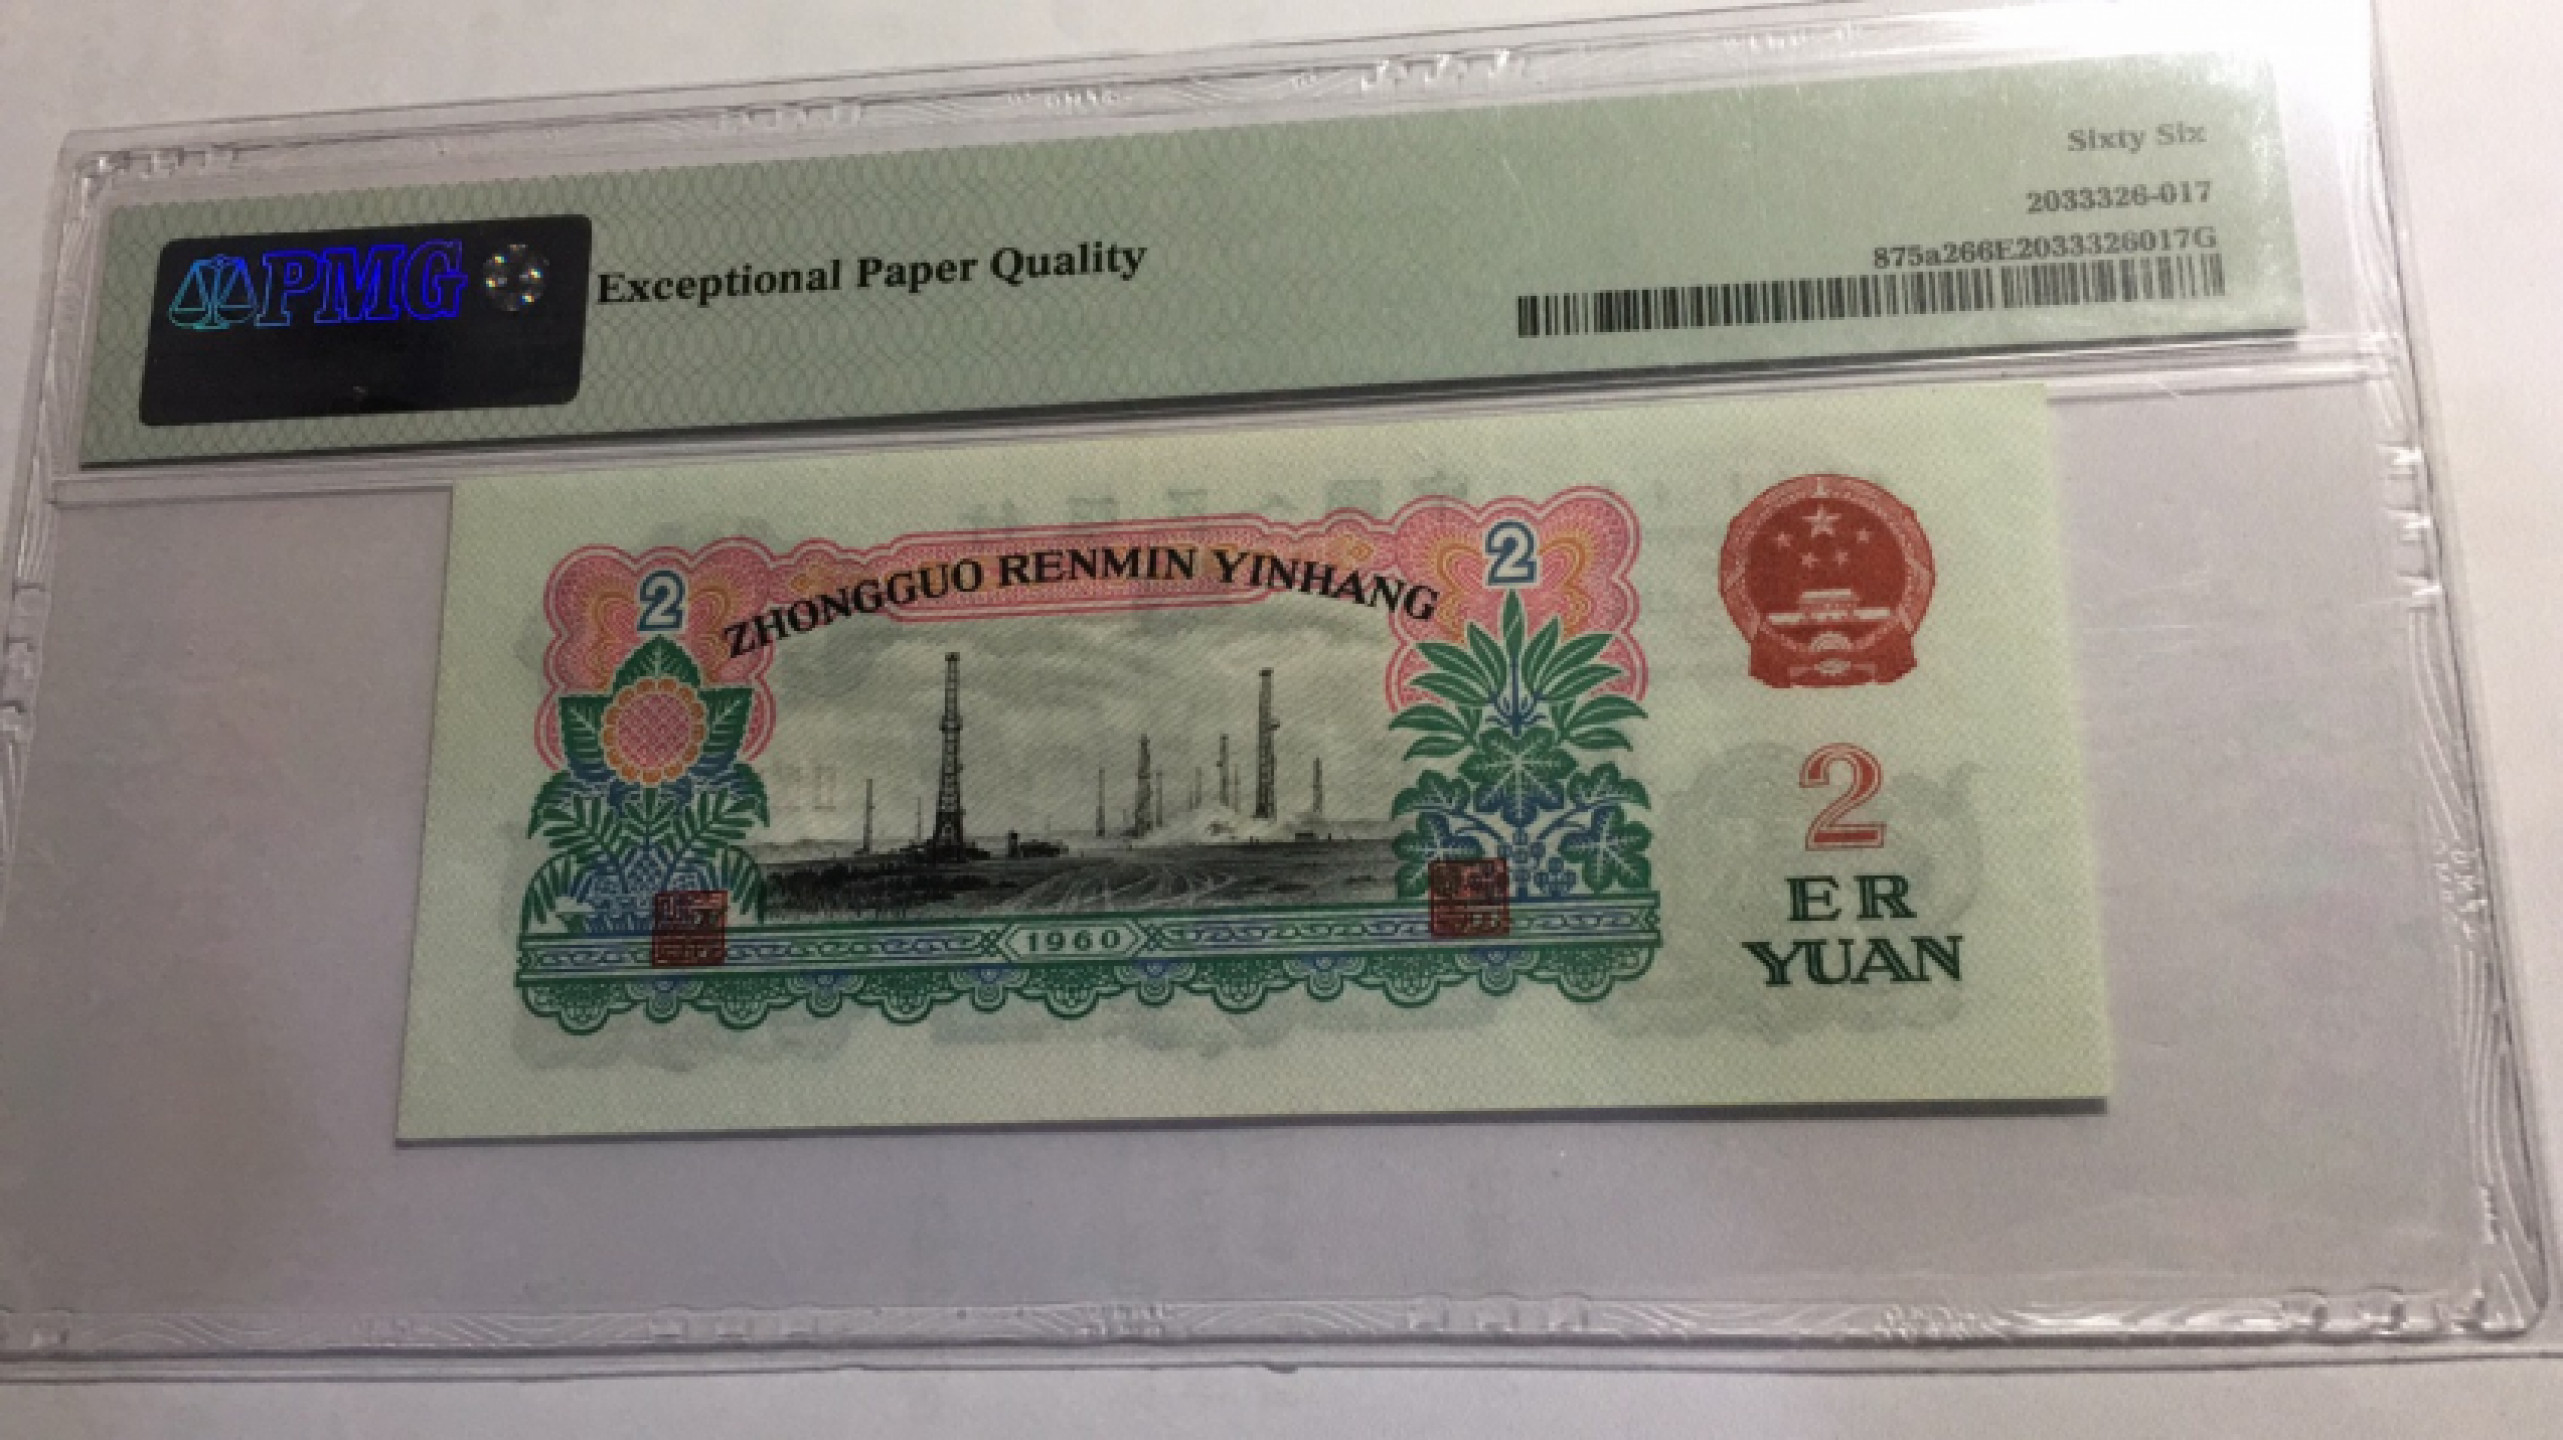 Sixty Six
2033326-017
875a266E2033326017G
PMG
Exceptional Paper Quality
2
2
ZHONGGUO RENMIN YINHANG
2
ER
YUAN
1960